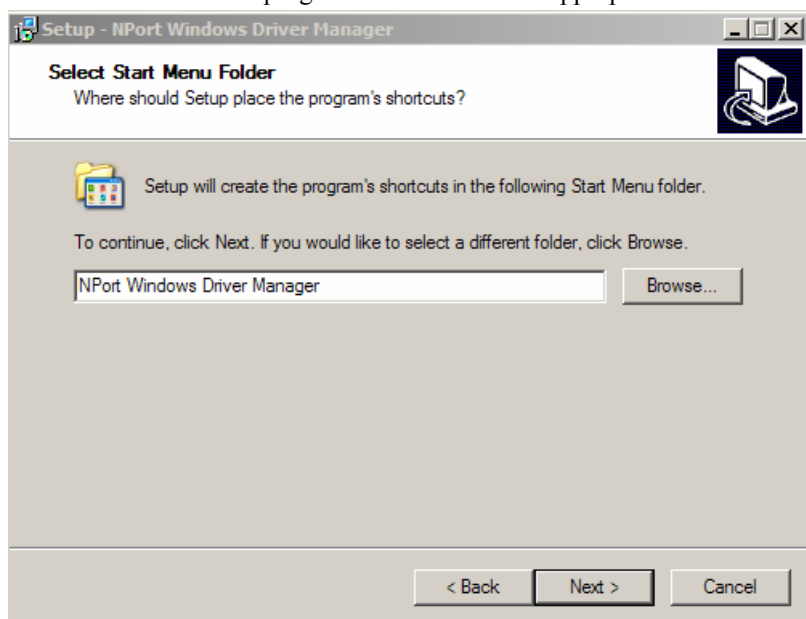 Setup - NPort Windows Driver Manager
Select Start Menu Folder
Where should Setup place the program's shortcuts?
Setup will create the program's shortcuts in the following Start Menu folder.
To continue, click Next. If you would like to select a different folder, click Browse.
NPort Windows Driver Manager
Browse...
< Back
Next >
Cancel